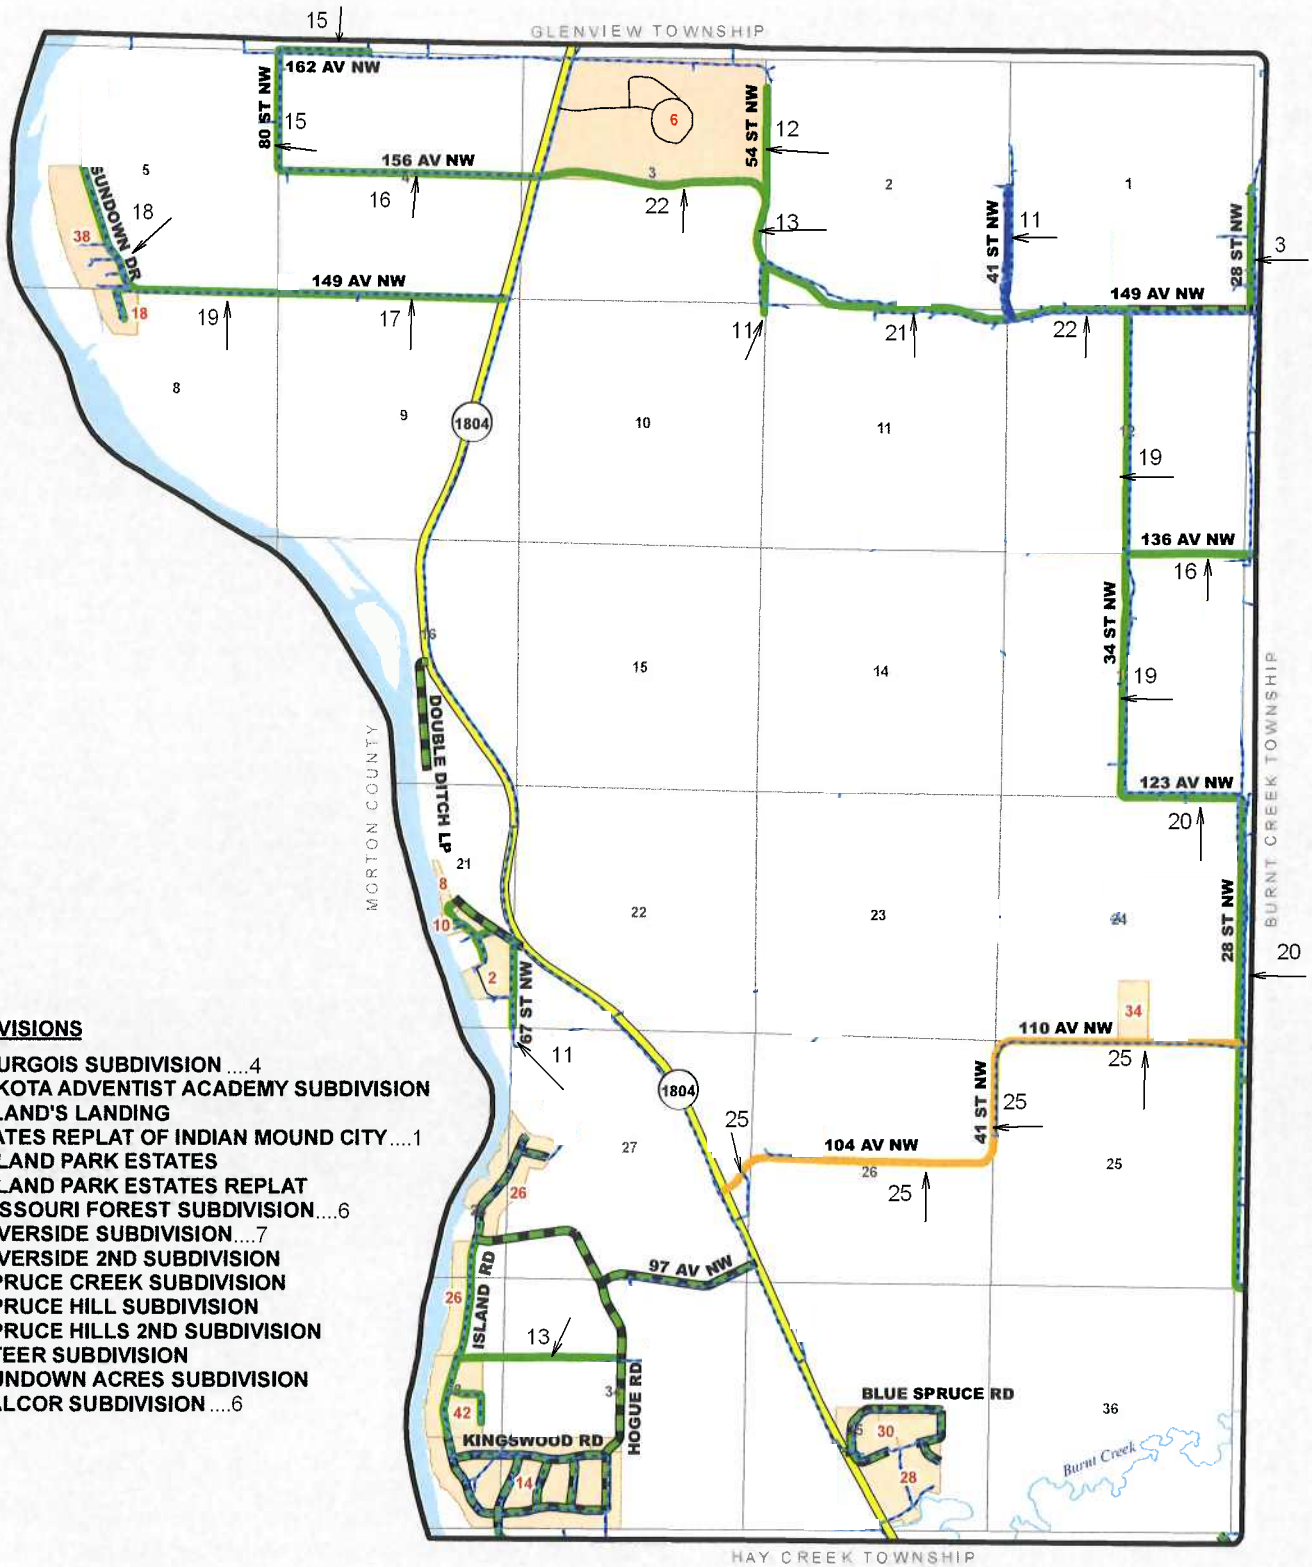 15
GLENVIEW TOWNSHIP
162 AV NW
80 ST NW
15
156 AV NW
16
6
54 ST NW
12
3
22
13
5
4
2
1
SUNDOWN DR
18
38
18
149 AV NW
19
17
11
41 ST NW
11
28 ST NW
3
149 AV NW
21
22
8
9
1804
10
11
12
19
136 AV NW
16
34 ST NW
19
16
15
14
DOUBLE DITCH LP
MORTON COUNTY
BURNT CREEK TOWNSHIP
123 AV NW
20
21
8
10
2
22
23
24
28 ST NW
20
67 ST NW
11
34
110 AV NW
25
1804
41 ST NW
25
25
104 AV NW
26
25
25
27
VISIONS
URGOIS SUBDIVISION ....4
KOTA ADVENTIST ACADEMY SUBDIVISION
LAND'S LANDING
ATES REPLAT OF INDIAN MOUND CITY....1
LAND PARK ESTATES
LAND PARK ESTATES REPLAT
SSOURI FOREST SUBDIVISION....6
VERSIDE SUBDIVISION....7
VERSIDE 2ND SUBDIVISION
PRUCE CREEK SUBDIVISION
PRUCE HILL SUBDIVISION
PRUCE HILLS 2ND SUBDIVISION
TEER SUBDIVISION
UNDOWN ACRES SUBDIVISION
ALCOR SUBDIVISION ....6
26
26
ISLAND RD
97 AV NW
13
HOGUE RD
42
KINGSWOOD RD
14
BLUE SPRUCE RD
30
28
36
Burnt Creek
HAY CREEK TOWNSHIP